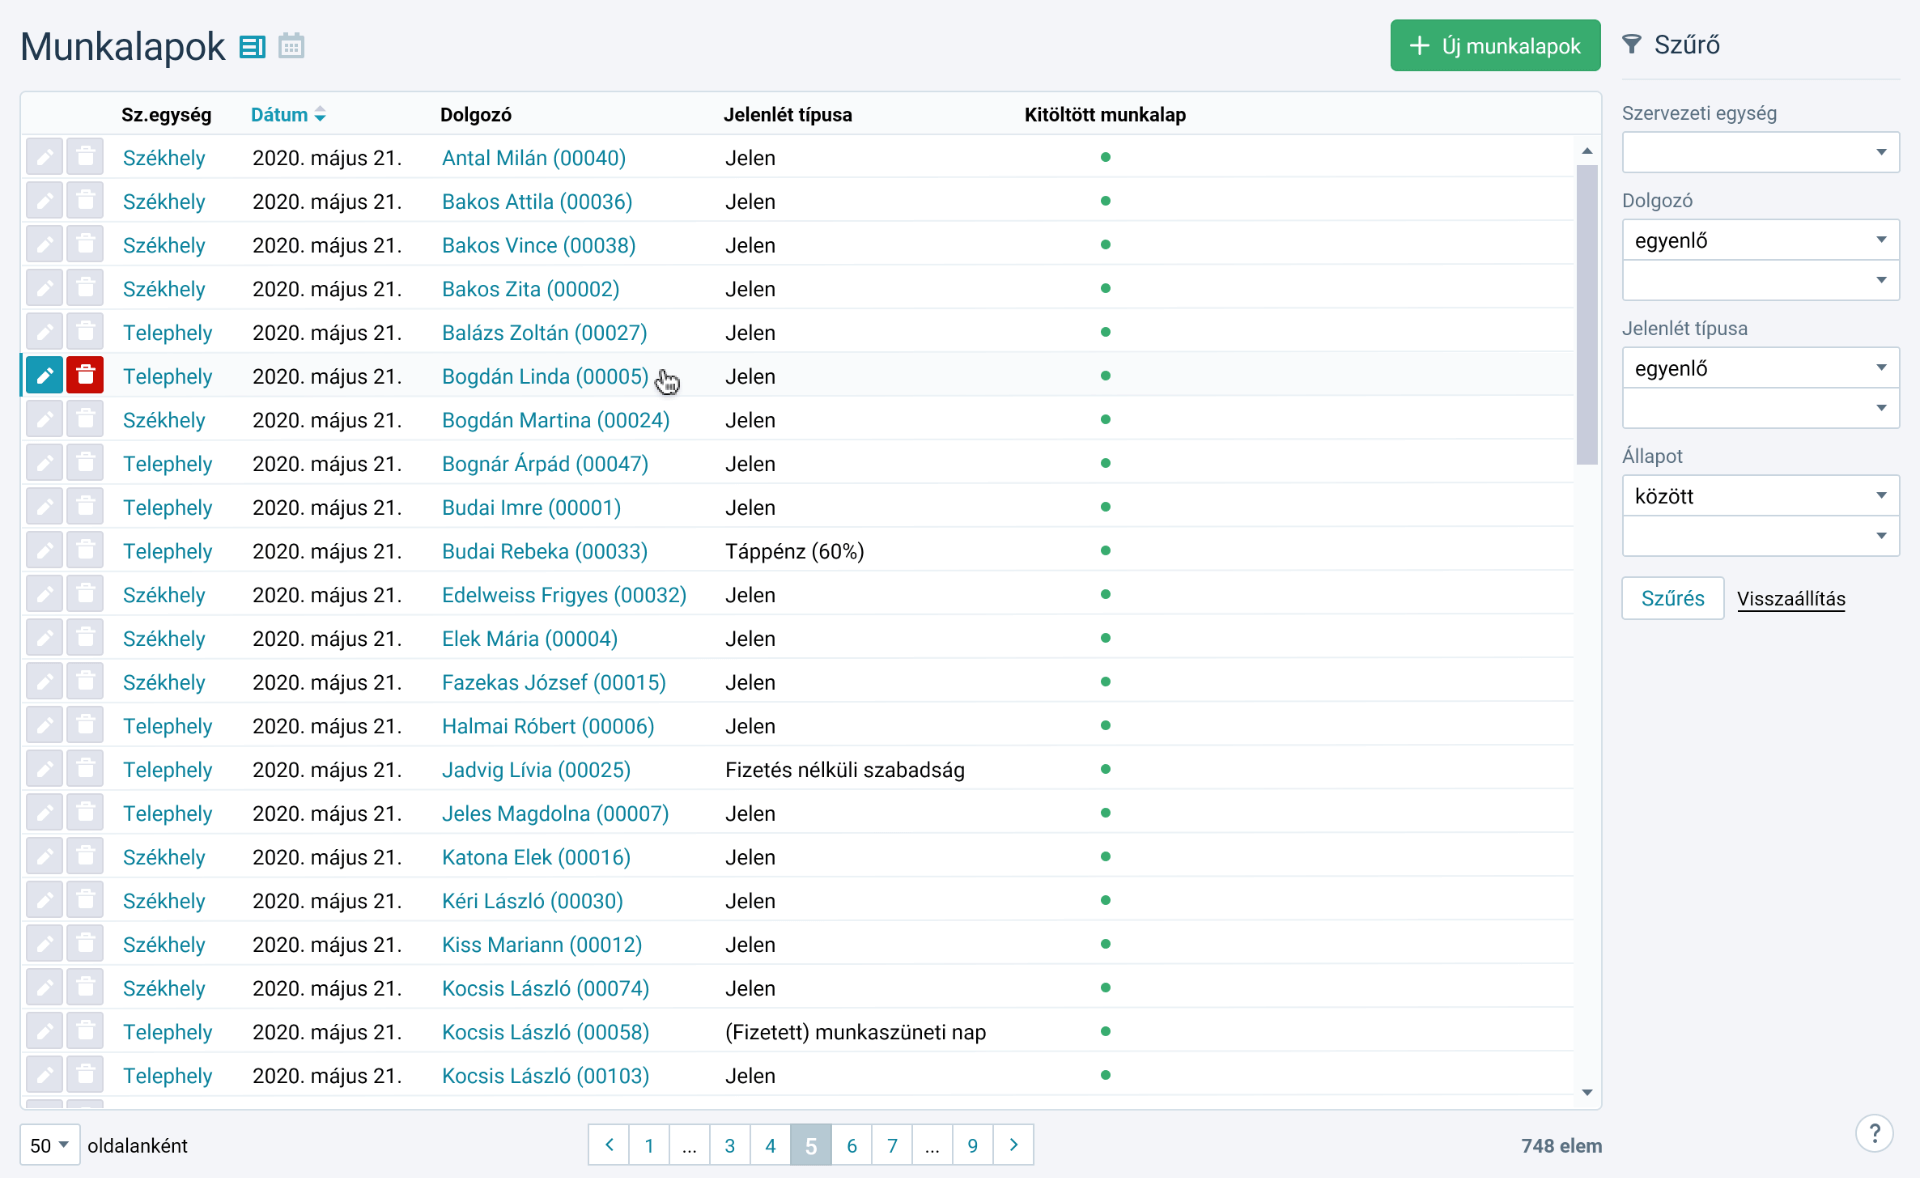 Munkalapok
Új munkalapok
Szűrő
Sz.egység Dátum Dolgozó Jelenlét típusa Kitöltött munkalap
Székhely 2020. május 21. Antal Milán (00040) Jelen
Székhely 2020. május 21. Bakos Attila (00036) Jelen
Székhely 2020. május 21. Bakos Vince (00038) Jelen
Székhely 2020. május 21. Bakos Zita (00002) Jelen
Telephely 2020. május 21. Balázs Zoltán (00027) Jelen
Telephely 2020. május 21. Bogdán Linda (00005) Jelen
Székhely 2020. május 21. Bogdán Martina (00024) Jelen
Telephely 2020. május 21. Bognár Árpád (00047) Jelen
Telephely 2020. május 21. Budai Imre (00001) Jelen
Telephely 2020. május 21. Budai Rebeka (00033) Táppénz (60%)
Székhely 2020. május 21. Edelweiss Frigyes (00032) Jelen
Székhely 2020. május 21. Elek Mária (00004) Jelen
Székhely 2020. május 21. Fazekas József (00015) Jelen
Telephely 2020. május 21. Halmai Róbert (00006) Jelen
Telephely 2020. május 21. Jadvig Lívia (00025) Fizetés nélküli szabadság
Telephely 2020. május 21. Jeles Magdolna (00007) Jelen
Székhely 2020. május 21. Katona Elek (00016) Jelen
Székhely 2020. május 21. Kéri László (00030) Jelen
Székhely 2020. május 21. Kiss Mariann (00012) Jelen
Székhely 2020. május 21. Kocsis László (00074) Jelen
Telephely 2020. május 21. Kocsis László (00058) (Fizetett) munkaszüneti nap
Telephely 2020. május 21. Kocsis László (00103) Jelen
50 oldalanként
1 ... 3 4 5 6 7 ... 9
748 elem
Szervezeti egység
Dolgozó
egyenlő
Jelenlét típusa
egyenlő
Állapot
között
Szűrés Visszaállítás
?